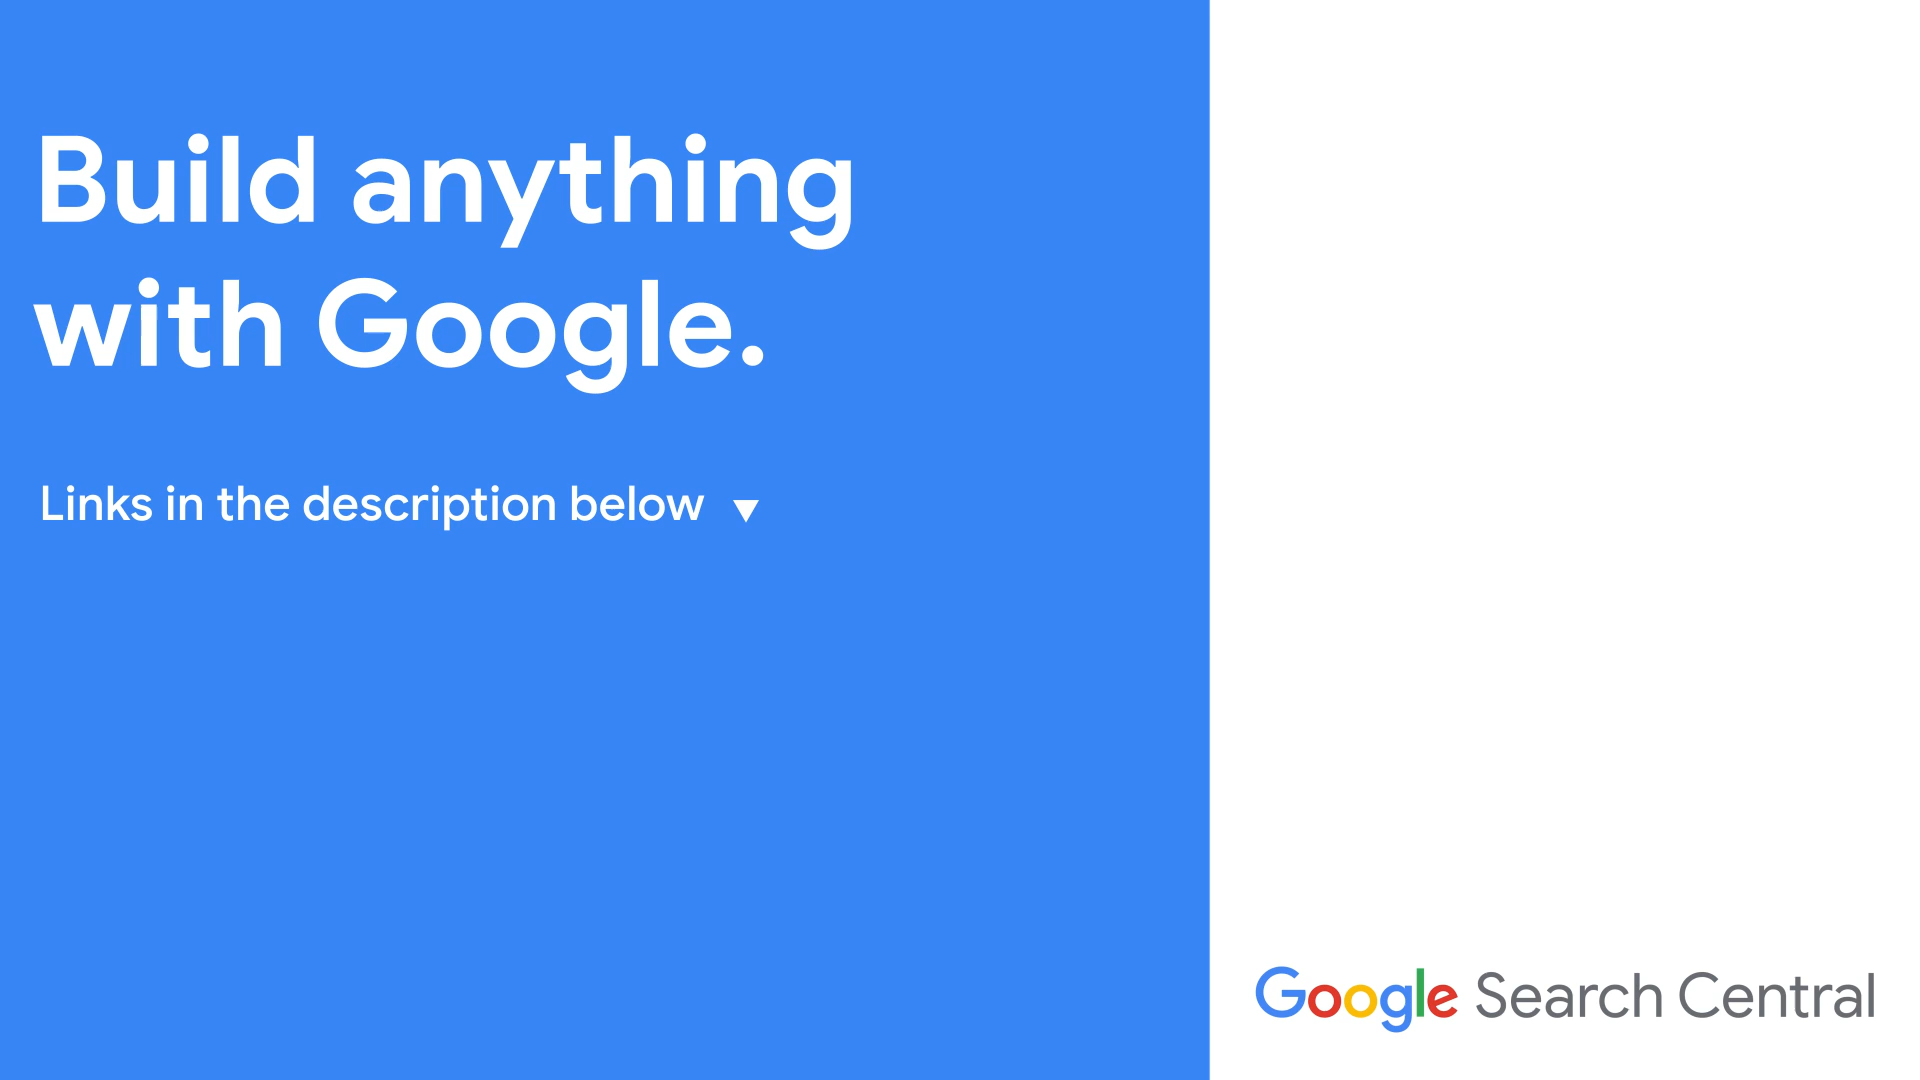 Build anything
with Google.
Links in the description below ▼
Google Search Central